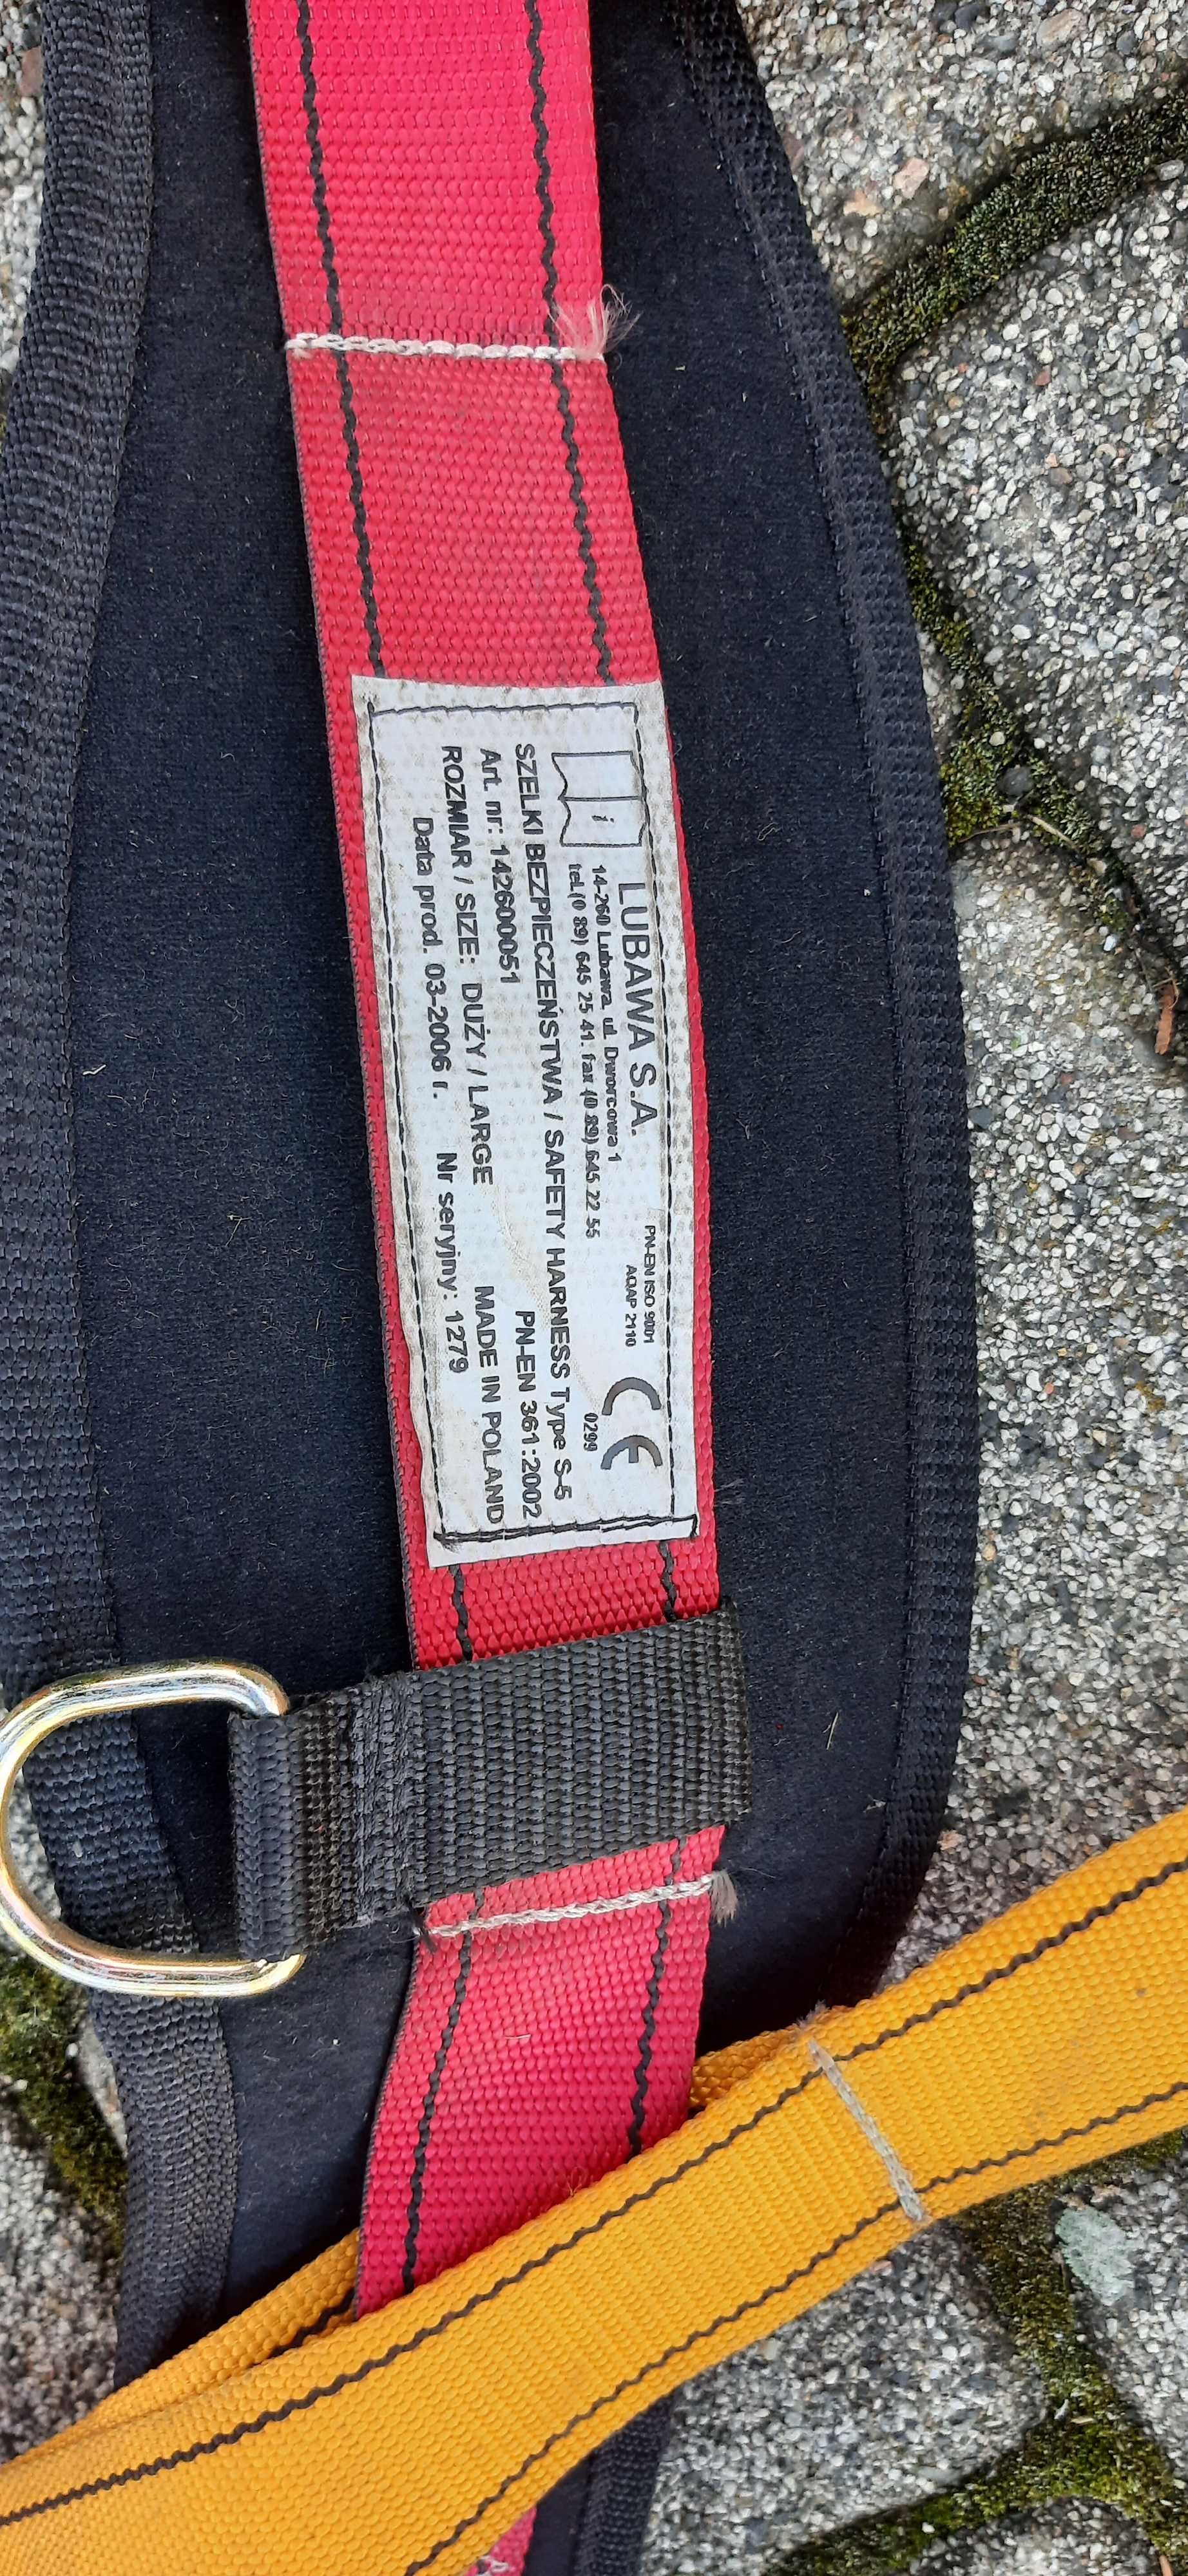 i
LUBAWA S.A.
PN-EN ISO 9001
AQAP 2110
14-260 Lubawa, ul. Dworcowa 1
tel.(0 89) 645 25 41. fax (0 89) 645 22 55
CE
0299
SZELKI BEZPIECZEŃSTWA / SAFETY HARNESS Type S-5
Art. nr: 142600051
PN-EN 361:2002
ROZMIAR / SIZE: DUŻY / LARGE
MADE IN POLAND
Data prod. 03-2006 r.
Nr seryjny: 1279